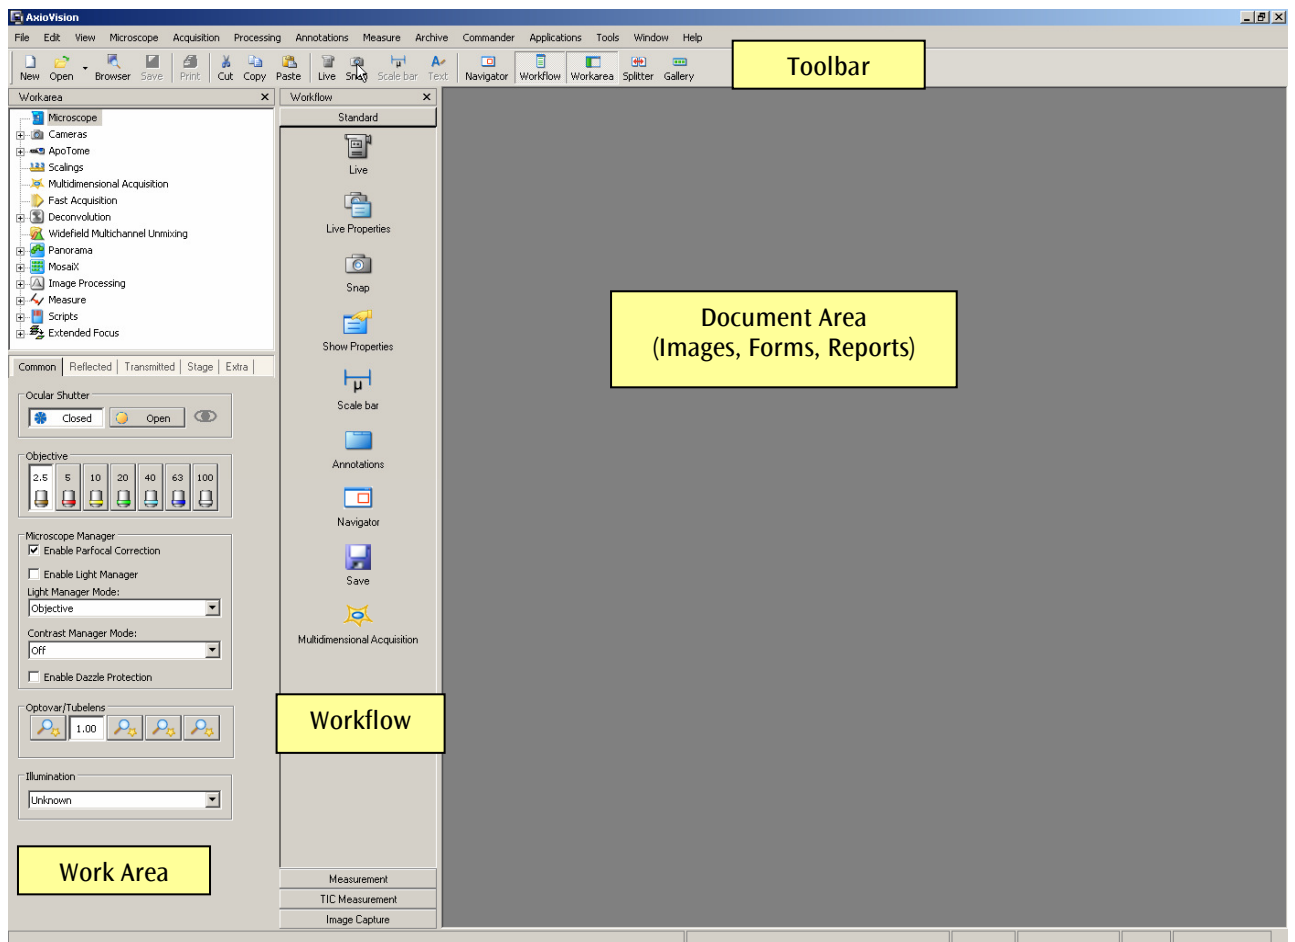 AxioVision
File Edit View Microscope Acquisition Processing Annotations Measure Archive Commander Applications Tools Window Help
New Open Browser Save Print Cut Copy Paste Live Snap Scale bar Text Navigator Workflow Workarea Splitter Gallery
Toolbar
Workarea
Microscope
Cameras
ApoTome
Scalings
Multidimensional Acquisition
Fast Acquisition
Deconvolution
Widefield Multichannel Unmixing
Panorama
MosaiX
Image Processing
Measure
Scripts
Extended Focus
Common Reflected Transmitted Stage Extra
Ocular Shutter
Closed Open
Objective
2.5 5 10 20 40 63 100
Microscope Manager
Enable Parfocal Correction
Enable Light Manager
Light Manager Mode:
Objective
Contrast Manager Mode:
Off
Enable Dazzle Protection
Optovar/Tubelens
1.00
Illumination
Unknown
Work Area
Workflow
Standard
Live
Live Properties
Snap
Show Properties
µ
Scale bar
Annotations
Navigator
Save
Multidimensional Acquisition
Workflow
Measurement
TIC Measurement
Image Capture
Document Area
(Images, Forms, Reports)